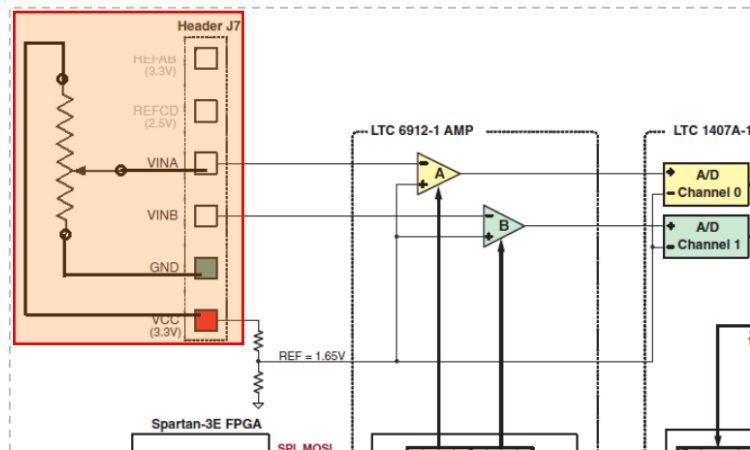 Header J7
REFAB
(3.3V)
REFCD
(2.5V)
VINA
VINB
GND
VCC
(3.3V)
LTC 6912-1 AMP
A
B
LTC 1407A-1
A/D
Channel 0
A/D
Channel 1
REF = 1.65V
Spartan-3E FPGA
SPI_MOSI